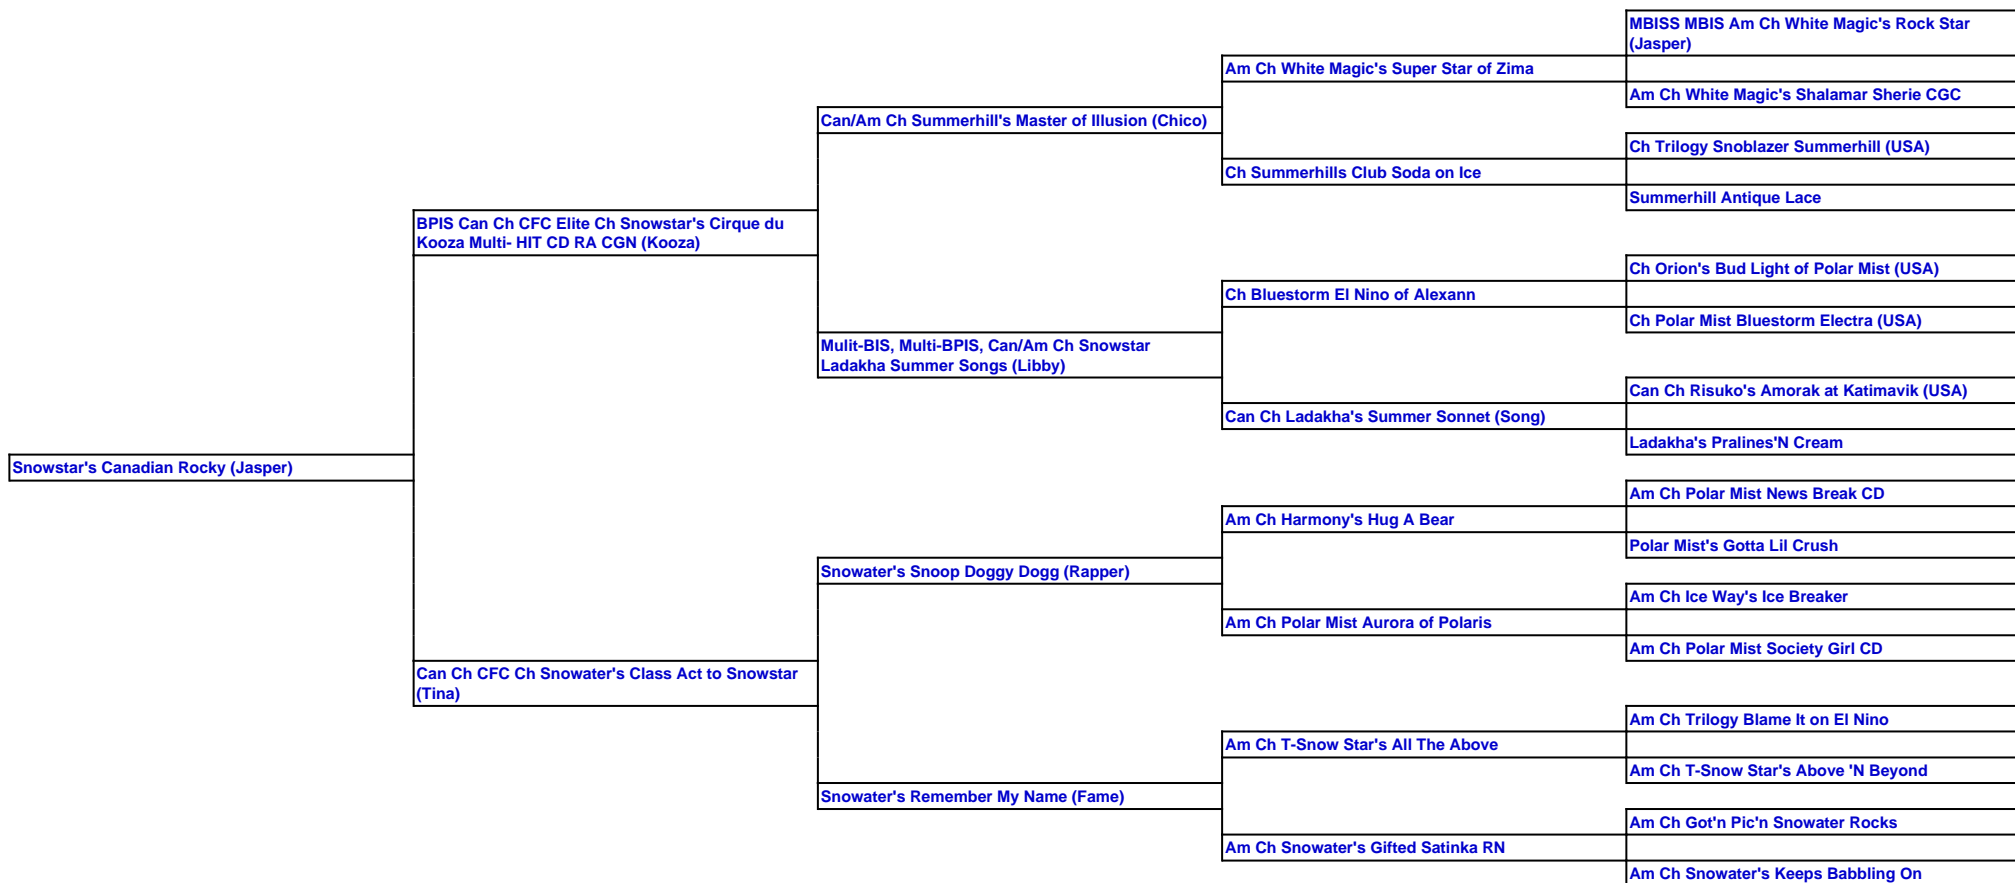 MBISS MBIS Am Ch White Magic's Rock Star
(Jasper)
Am Ch White Magic's Super Star of Zima
Am Ch White Magic's Shalamar Sherie CGC
Can/Am Ch Summerhill's Master of Illusion (Chico)
Ch Trilogy Snoblazer Summerhill (USA)
Ch Summerhills Club Soda on Ice
Summerhill Antique Lace
BPIS Can Ch CFC Elite Ch Snowstar's Cirque du
Kooza Multi- HIT CD RA CGN (Kooza)
Ch Orion's Bud Light of Polar Mist (USA)
Ch Bluestorm El Nino of Alexann
Ch Polar Mist Bluestorm Electra (USA)
Mulit-BIS, Multi-BPIS, Can/Am Ch Snowstar
Ladakha Summer Songs (Libby)
Can Ch Risuko's Amorak at Katimavik (USA)
Can Ch Ladakha's Summer Sonnet (Song)
Ladakha's Pralines'N Cream
Snowstar's Canadian Rocky (Jasper)
Am Ch Polar Mist News Break CD
Am Ch Harmony's Hug A Bear
Polar Mist's Gotta Lil Crush
Snowater's Snoop Doggy Dogg (Rapper)
Am Ch Ice Way's Ice Breaker
Am Ch Polar Mist Aurora of Polaris
Am Ch Polar Mist Society Girl CD
Can Ch CFC Ch Snowater's Class Act to Snowstar
(Tina)
Am Ch Trilogy Blame It on El Nino
Am Ch T-Snow Star's All The Above
Am Ch T-Snow Star's Above 'N Beyond
Snowater's Remember My Name (Fame)
Am Ch Got'n Pic'n Snowater Rocks
Am Ch Snowater's Gifted Satinka RN
Am Ch Snowater's Keeps Babbling On